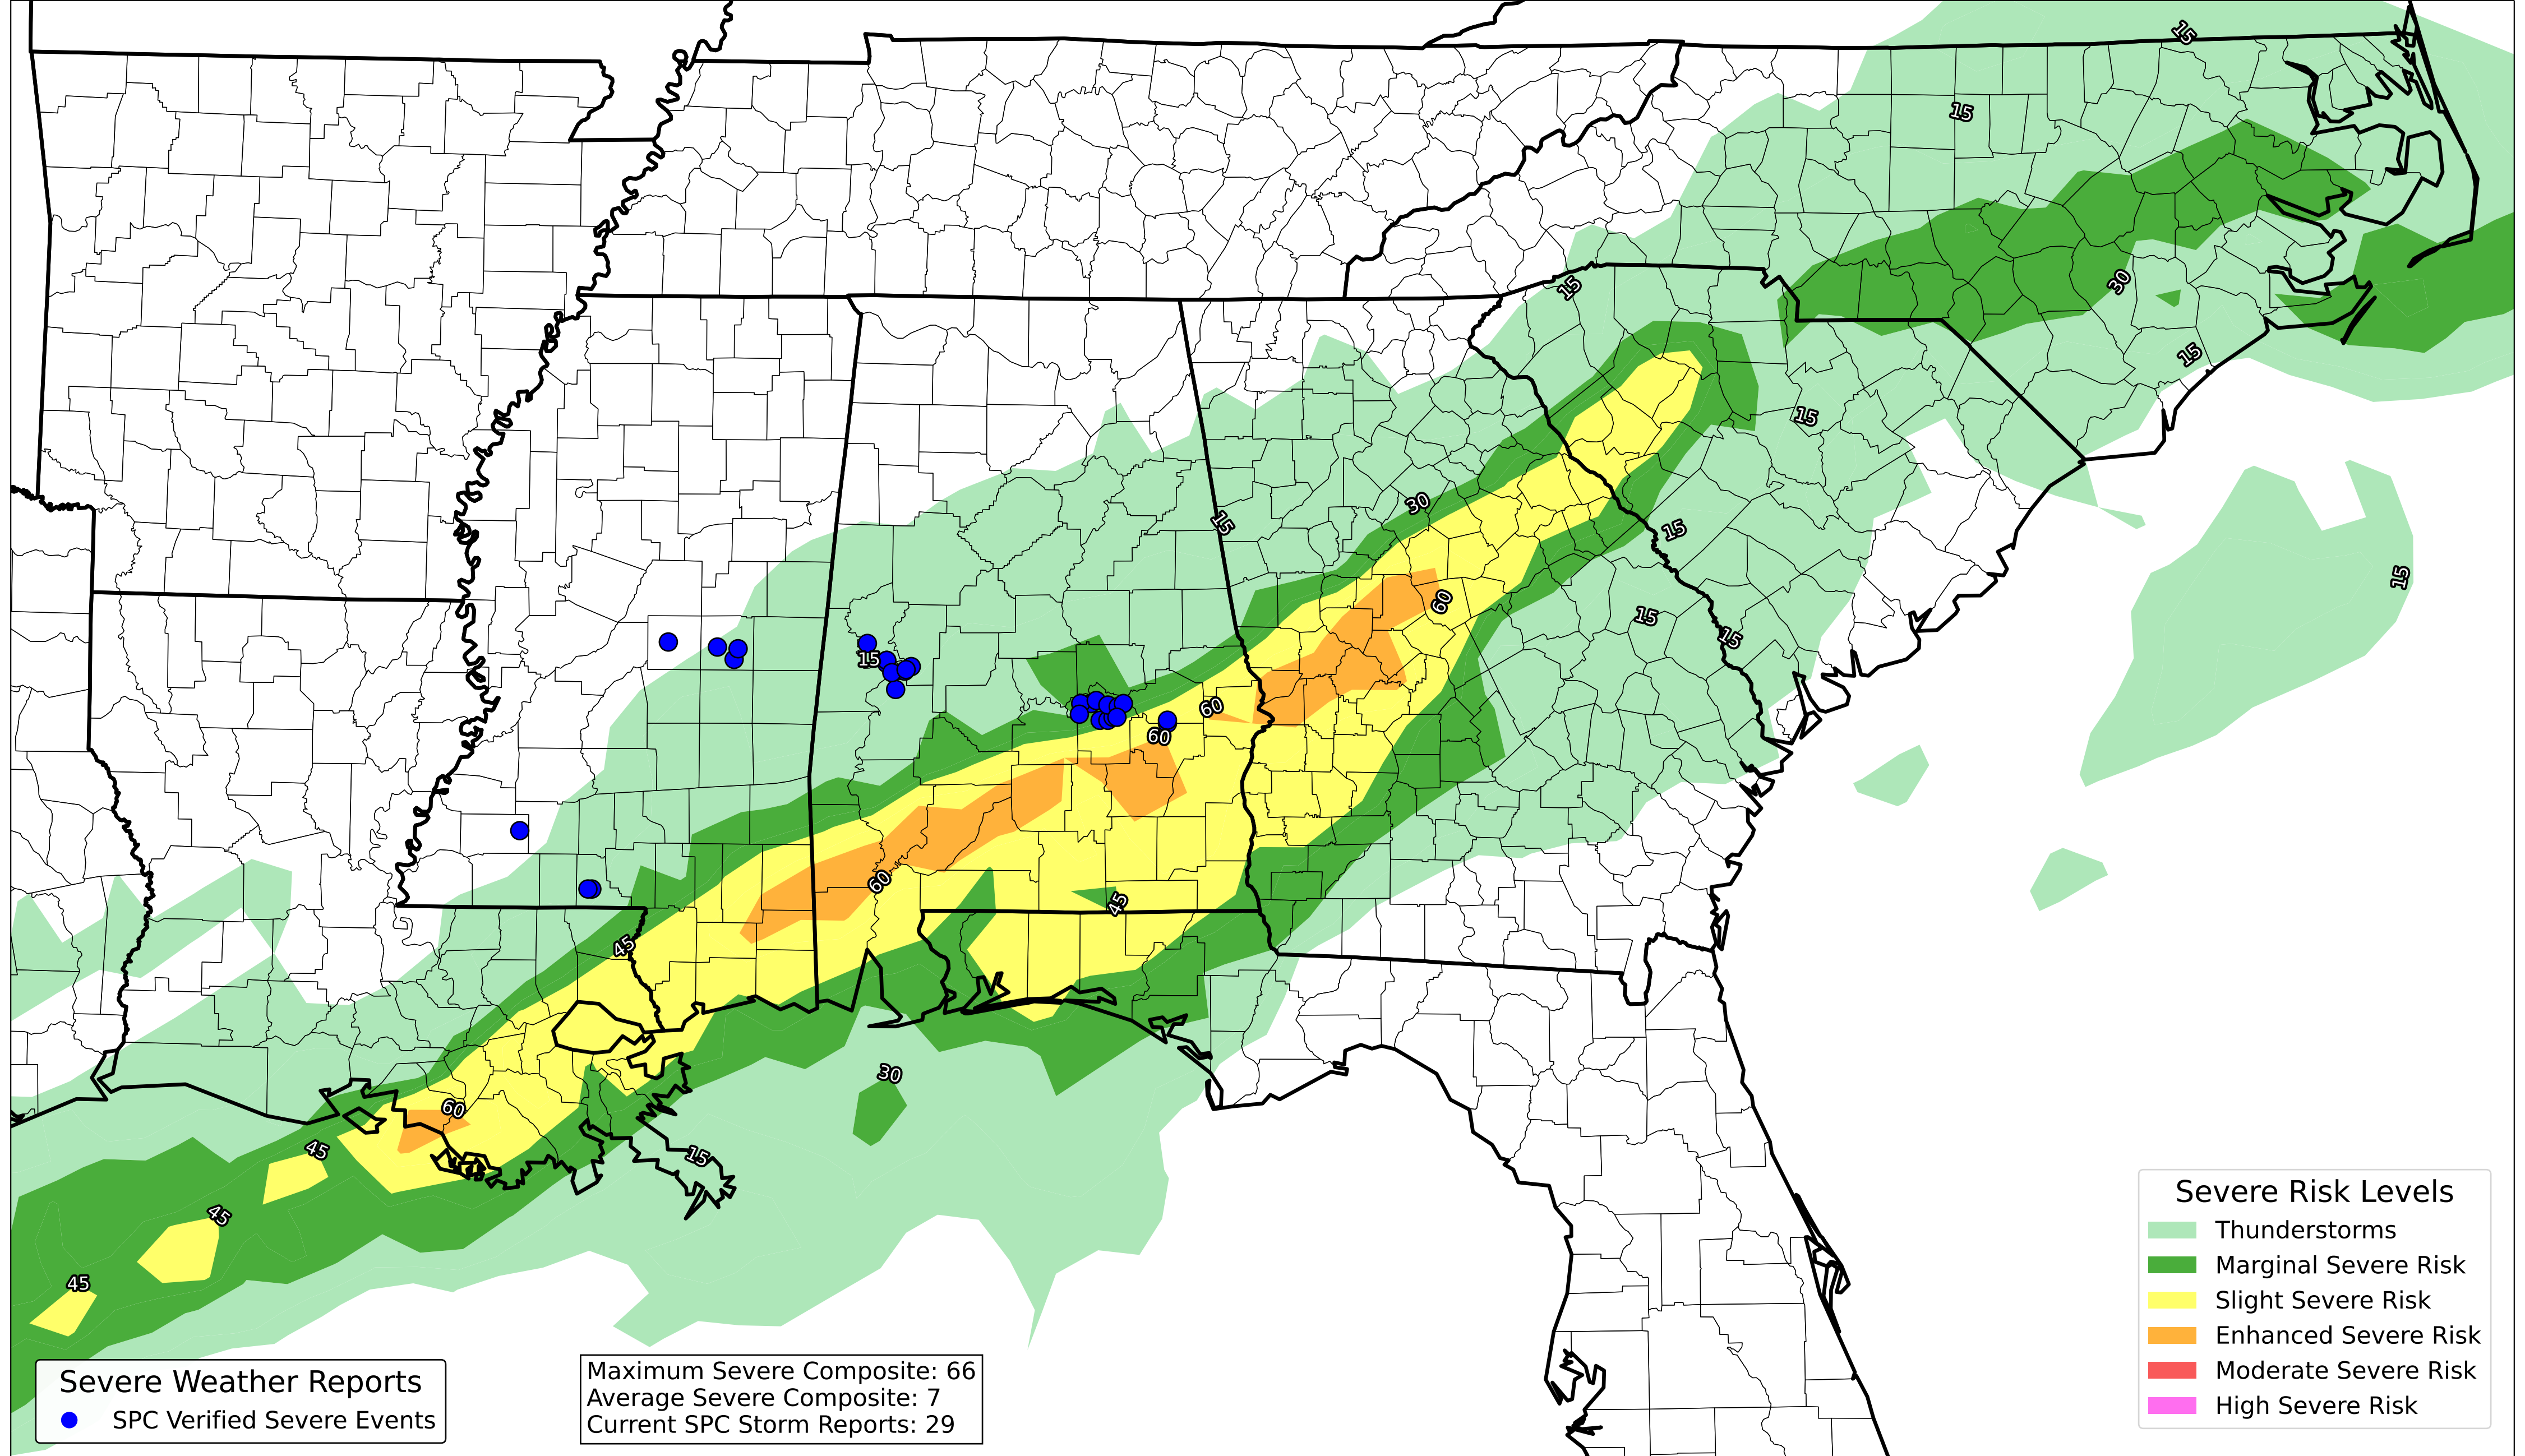 15
15
30
15
15
15
30
15
15
15
60
15
15
15
60
60
60
45
45
30
60
45
15
45
45
Severe Weather Reports
SPC Verified Severe Events
Maximum Severe Composite: 66
Average Severe Composite: 7
Current SPC Storm Reports: 29
Severe Risk Levels
Thunderstorms
Marginal Severe Risk
Slight Severe Risk
Enhanced Severe Risk
Moderate Severe Risk
High Severe Risk